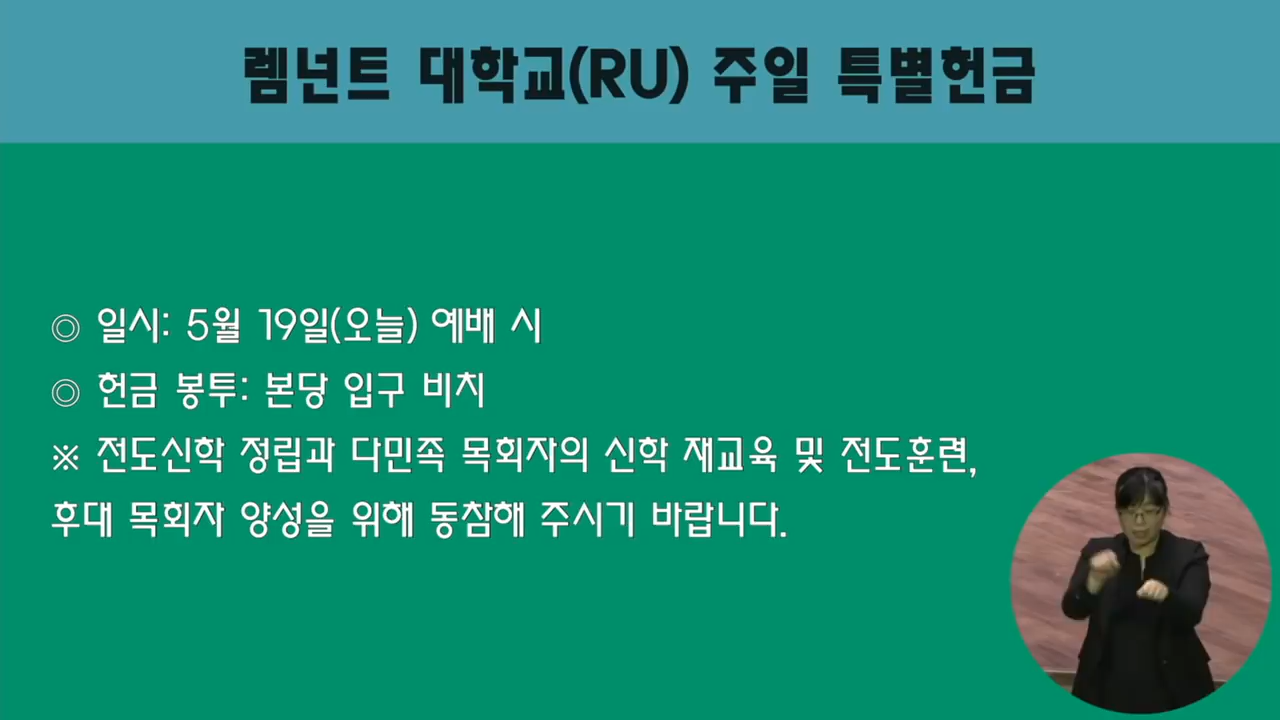 렘넌트 대학교(RU) 주일 특별헌금
◎ 일시: 5월 19일(오늘) 예배 시
◎ 헌금 봉투: 본당 입구 비치
※ 전도신학 정립과 다민족 목회자의 신학 재교육 및 전도훈련,
후대 목회자 양성을 위해 동참해 주시기 바랍니다.